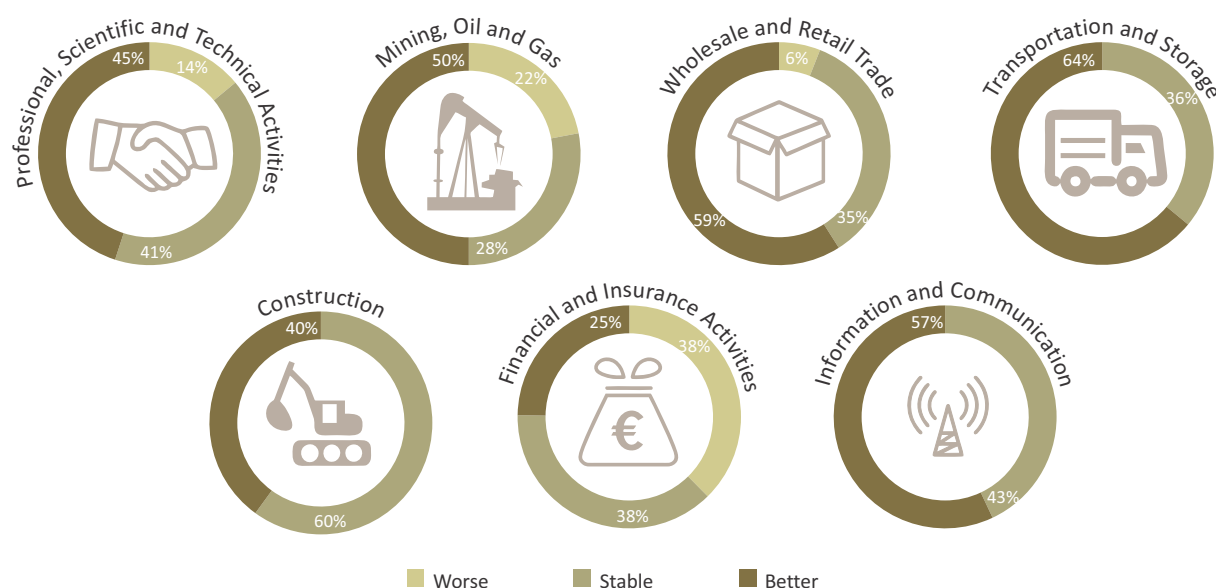 Professional, Scientific and Technical Activities
45%
14%
41%
Mining, Oil and Gas
50%
22%
28%
Wholesale and Retail Trade
6%
59%
35%
Transportation and Storage
64%
36%
Construction
40%
60%
Financial and Insurance Activities
25%
38%
38%
€
Information and Communication
57%
43%
Worse
Stable
Better